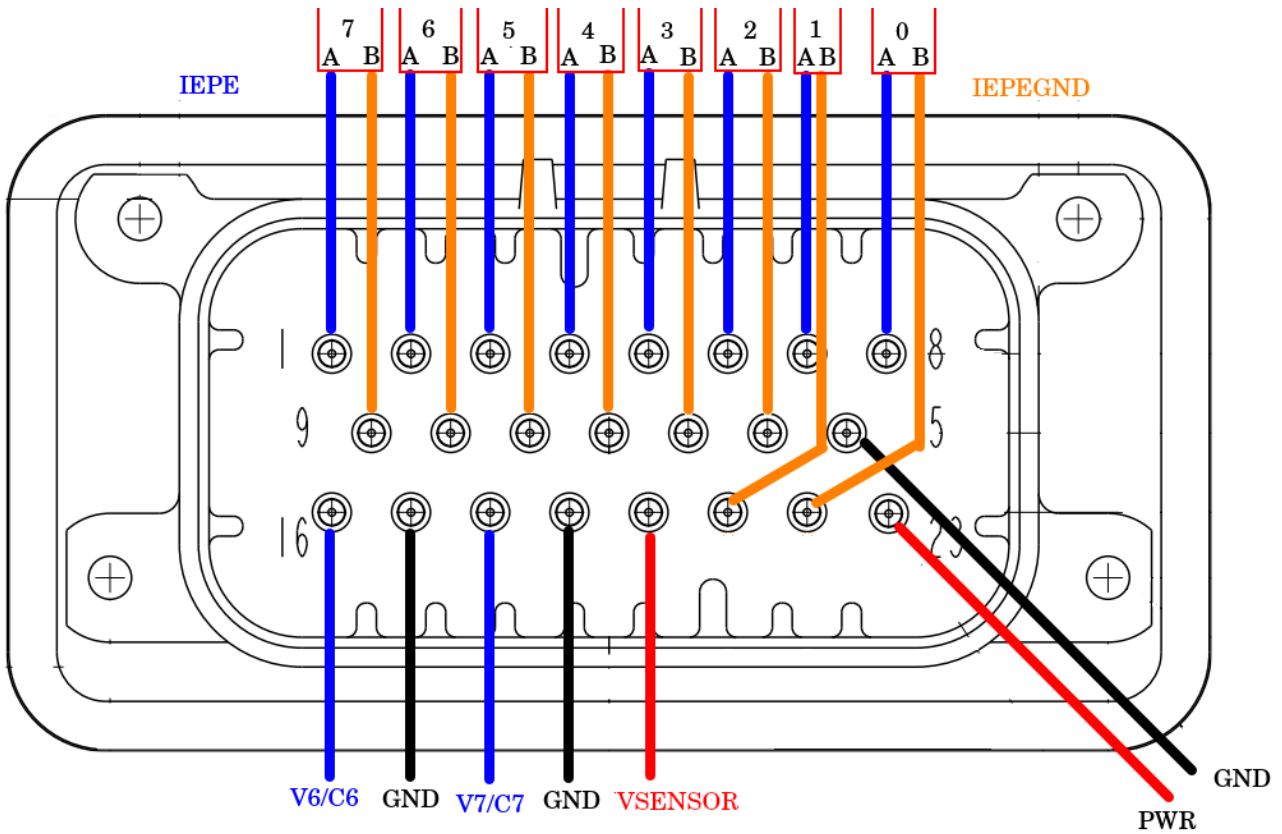 7 6 5 4 3 2 1 0
A B A B A B A B A B A B A B A B
IEPE IEPEGND
1 8
9 5
16 23
V6/C6 GND V7/C7 GND VSENSOR GND
PWR